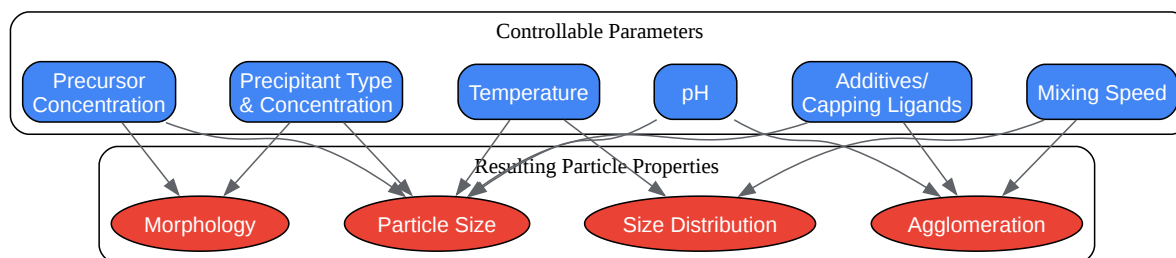 Controllable Parameters
Precursor
Concentration
Precipitant Type
& Concentration
Temperature
pH
Additives/
Capping Ligands
Mixing Speed
Resulting Particle Properties
Morphology
Particle Size
Size Distribution
Agglomeration